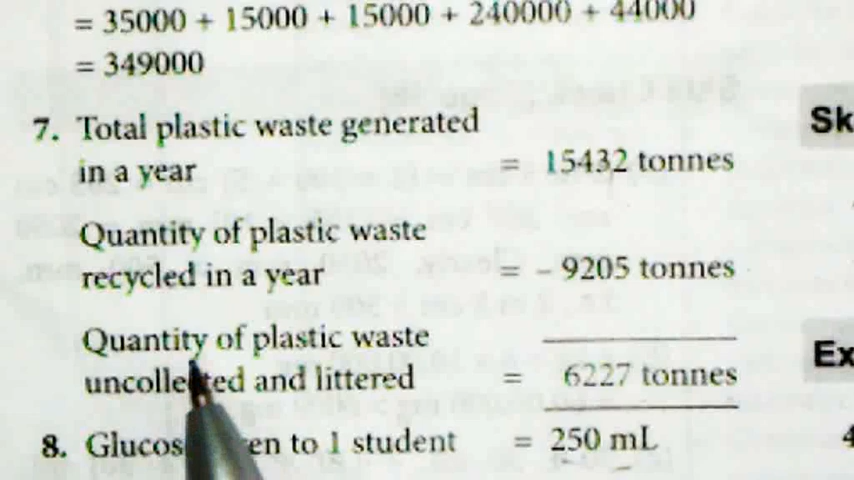 = 35000 + 15000 + 15000 + 240000 + 44000
= 349000
7. Total plastic waste generated
in a year = 15432 tonnes
Quantity of plastic waste
recycled in a year = – 9205 tonnes
Quantity of plastic waste
uncollected and littered = 6227 tonnes
8. Glucos en to 1 student = 250 mL
Sk
Ex
4